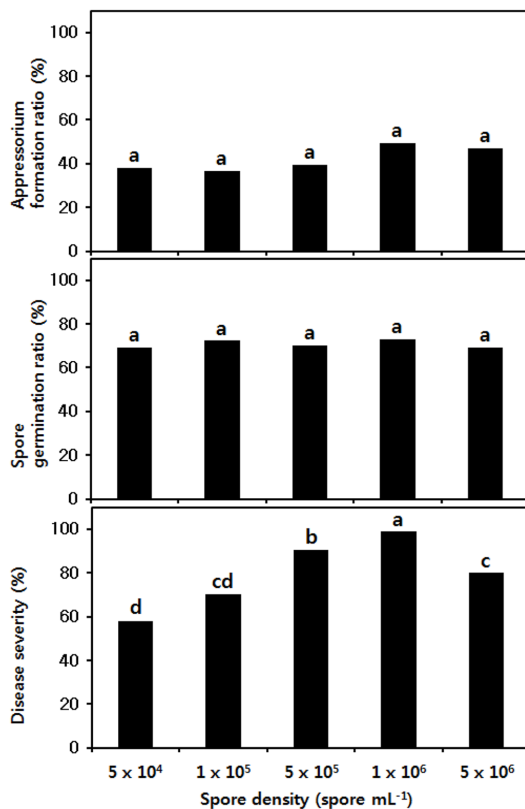 Appressorium
formation ratio (%)
100
80
60
40
20
0
a
a
a
a
a
Spore
germination ratio (%)
100
80
60
40
20
0
a
a
a
a
a
Disease severity (%)
100
80
60
40
20
0
d
cd
b
a
c
5 x 10⁴ 1 x 10⁵ 5 x 10⁵ 1 x 10⁶ 5 x 10⁶
Spore density (spore mL⁻¹)